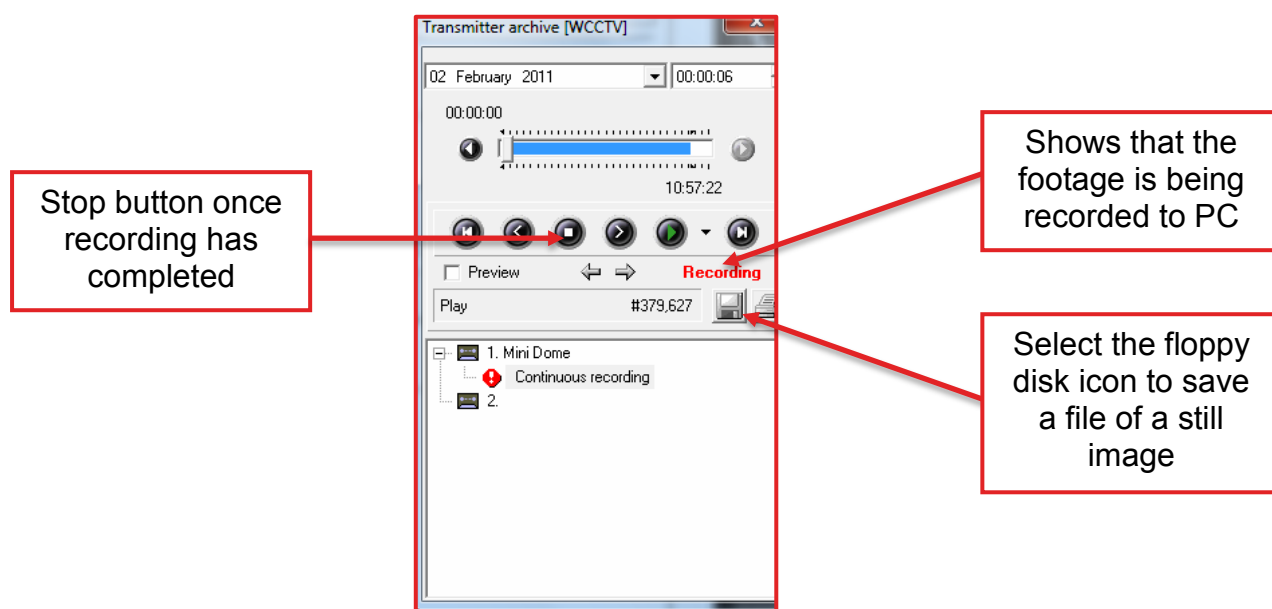 Transmitter archive [WCCTV]
02 February 2011 00:00:06
00:00:00
10:57:22
Preview Recording
Play #379,627
1. Mini Dome
Continuous recording
2.
Stop button once
recording has
completed
Shows that the
footage is being
recorded to PC
Select the floppy
disk icon to save
a file of a still
image